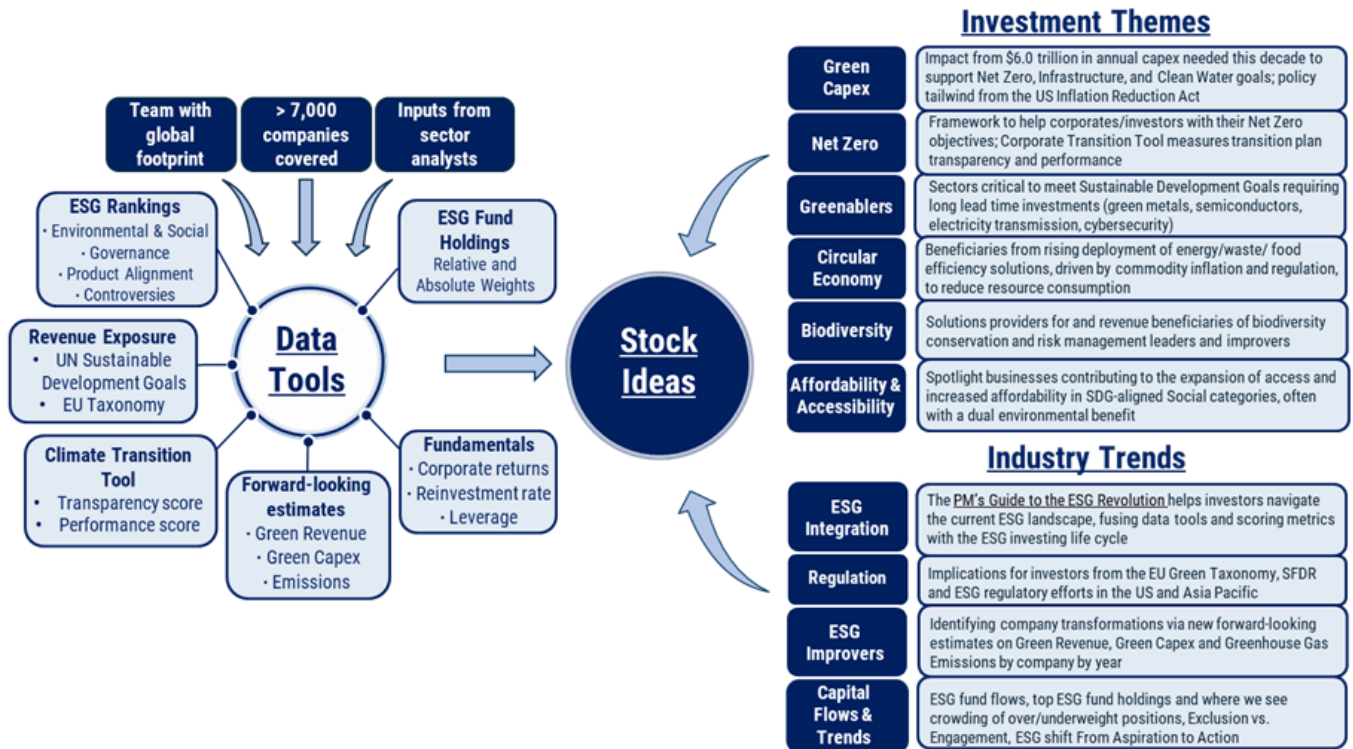 Team with
global
footprint
> 7,000
companies
covered
Inputs from
sector
analysts
ESG Rankings
· Environmental & Social
· Governance
· Product Alignment
· Controversies
ESG Fund
Holdings
Relative and
Absolute Weights
Revenue Exposure
• UN Sustainable
Development Goals
• EU Taxonomy
Data
Tools
Climate Transition
Tool
• Transparency score
• Performance score
Forward-looking
estimates
· Green Revenue
· Green Capex
· Emissions
Fundamentals
· Corporate returns
· Reinvestment rate
· Leverage
Stock
Ideas
Investment Themes
Green
Capex
Impact from $6.0 trillion in annual capex needed this decade to
support Net Zero, Infrastructure, and Clean Water goals; policy
tailwind from the US Inflation Reduction Act
Net Zero
Framework to help corporates/investors with their Net Zero
objectives; Corporate Transition Tool measures transition plan
transparency and performance
Greenablers
Sectors critical to meet Sustainable Development Goals requiring
long lead time investments (green metals, semiconductors,
electricity transmission, cybersecurity)
Circular
Economy
Beneficiaries from rising deployment of energy/waste/ food
efficiency solutions, driven by commodity inflation and regulation,
to reduce resource consumption
Biodiversity
Solutions providers for and revenue beneficiaries of biodiversity
conservation and risk management leaders and improvers
Affordability &
Accessibility
Spotlight businesses contributing to the expansion of access and
increased affordability in SDG-aligned Social categories, often
with a dual environmental benefit
Industry Trends
ESG
Integration
The PM's Guide to the ESG Revolution helps investors navigate
the current ESG landscape, fusing data tools and scoring metrics
with the ESG investing life cycle
Regulation
Implications for investors from the EU Green Taxonomy, SFDR
and ESG regulatory efforts in the US and Asia Pacific
ESG
Improvers
Identifying company transformations via new forward-looking
estimates on Green Revenue, Green Capex and Greenhouse Gas
Emissions by company by year
Capital
Flows &
Trends
ESG fund flows, top ESG fund holdings and where we see
crowding of over/underweight positions, Exclusion vs.
Engagement, ESG shift From Aspiration to Action